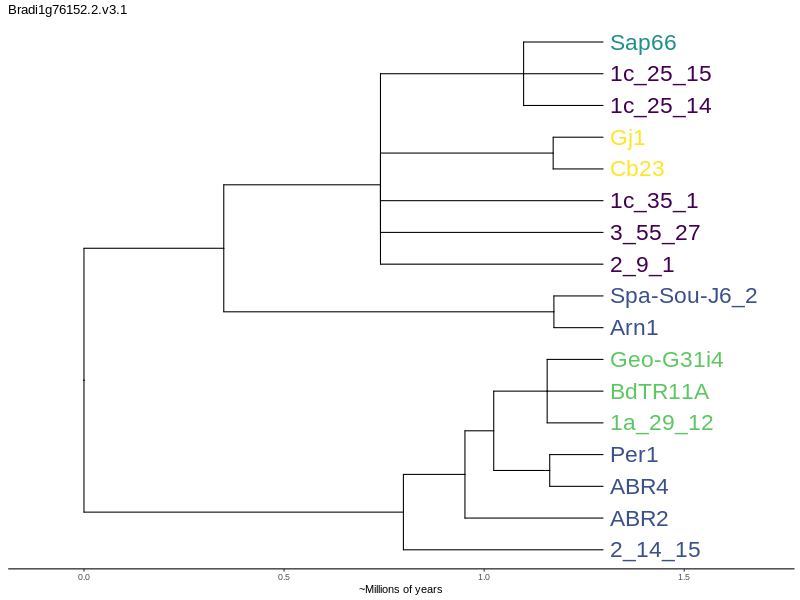 Bradi1g76152.2.v3.1
Sap66
1c_25_15
1c_25_14
Gj1
Cb23
1c_35_1
3_55_27
2_9_1
Spa-Sou-J6_2
Arn1
Geo-G31i4
BdTR11A
1a_29_12
Per1
ABR4
ABR2
2_14_15
0.0 0.5 1.0 1.5
~Millions of years